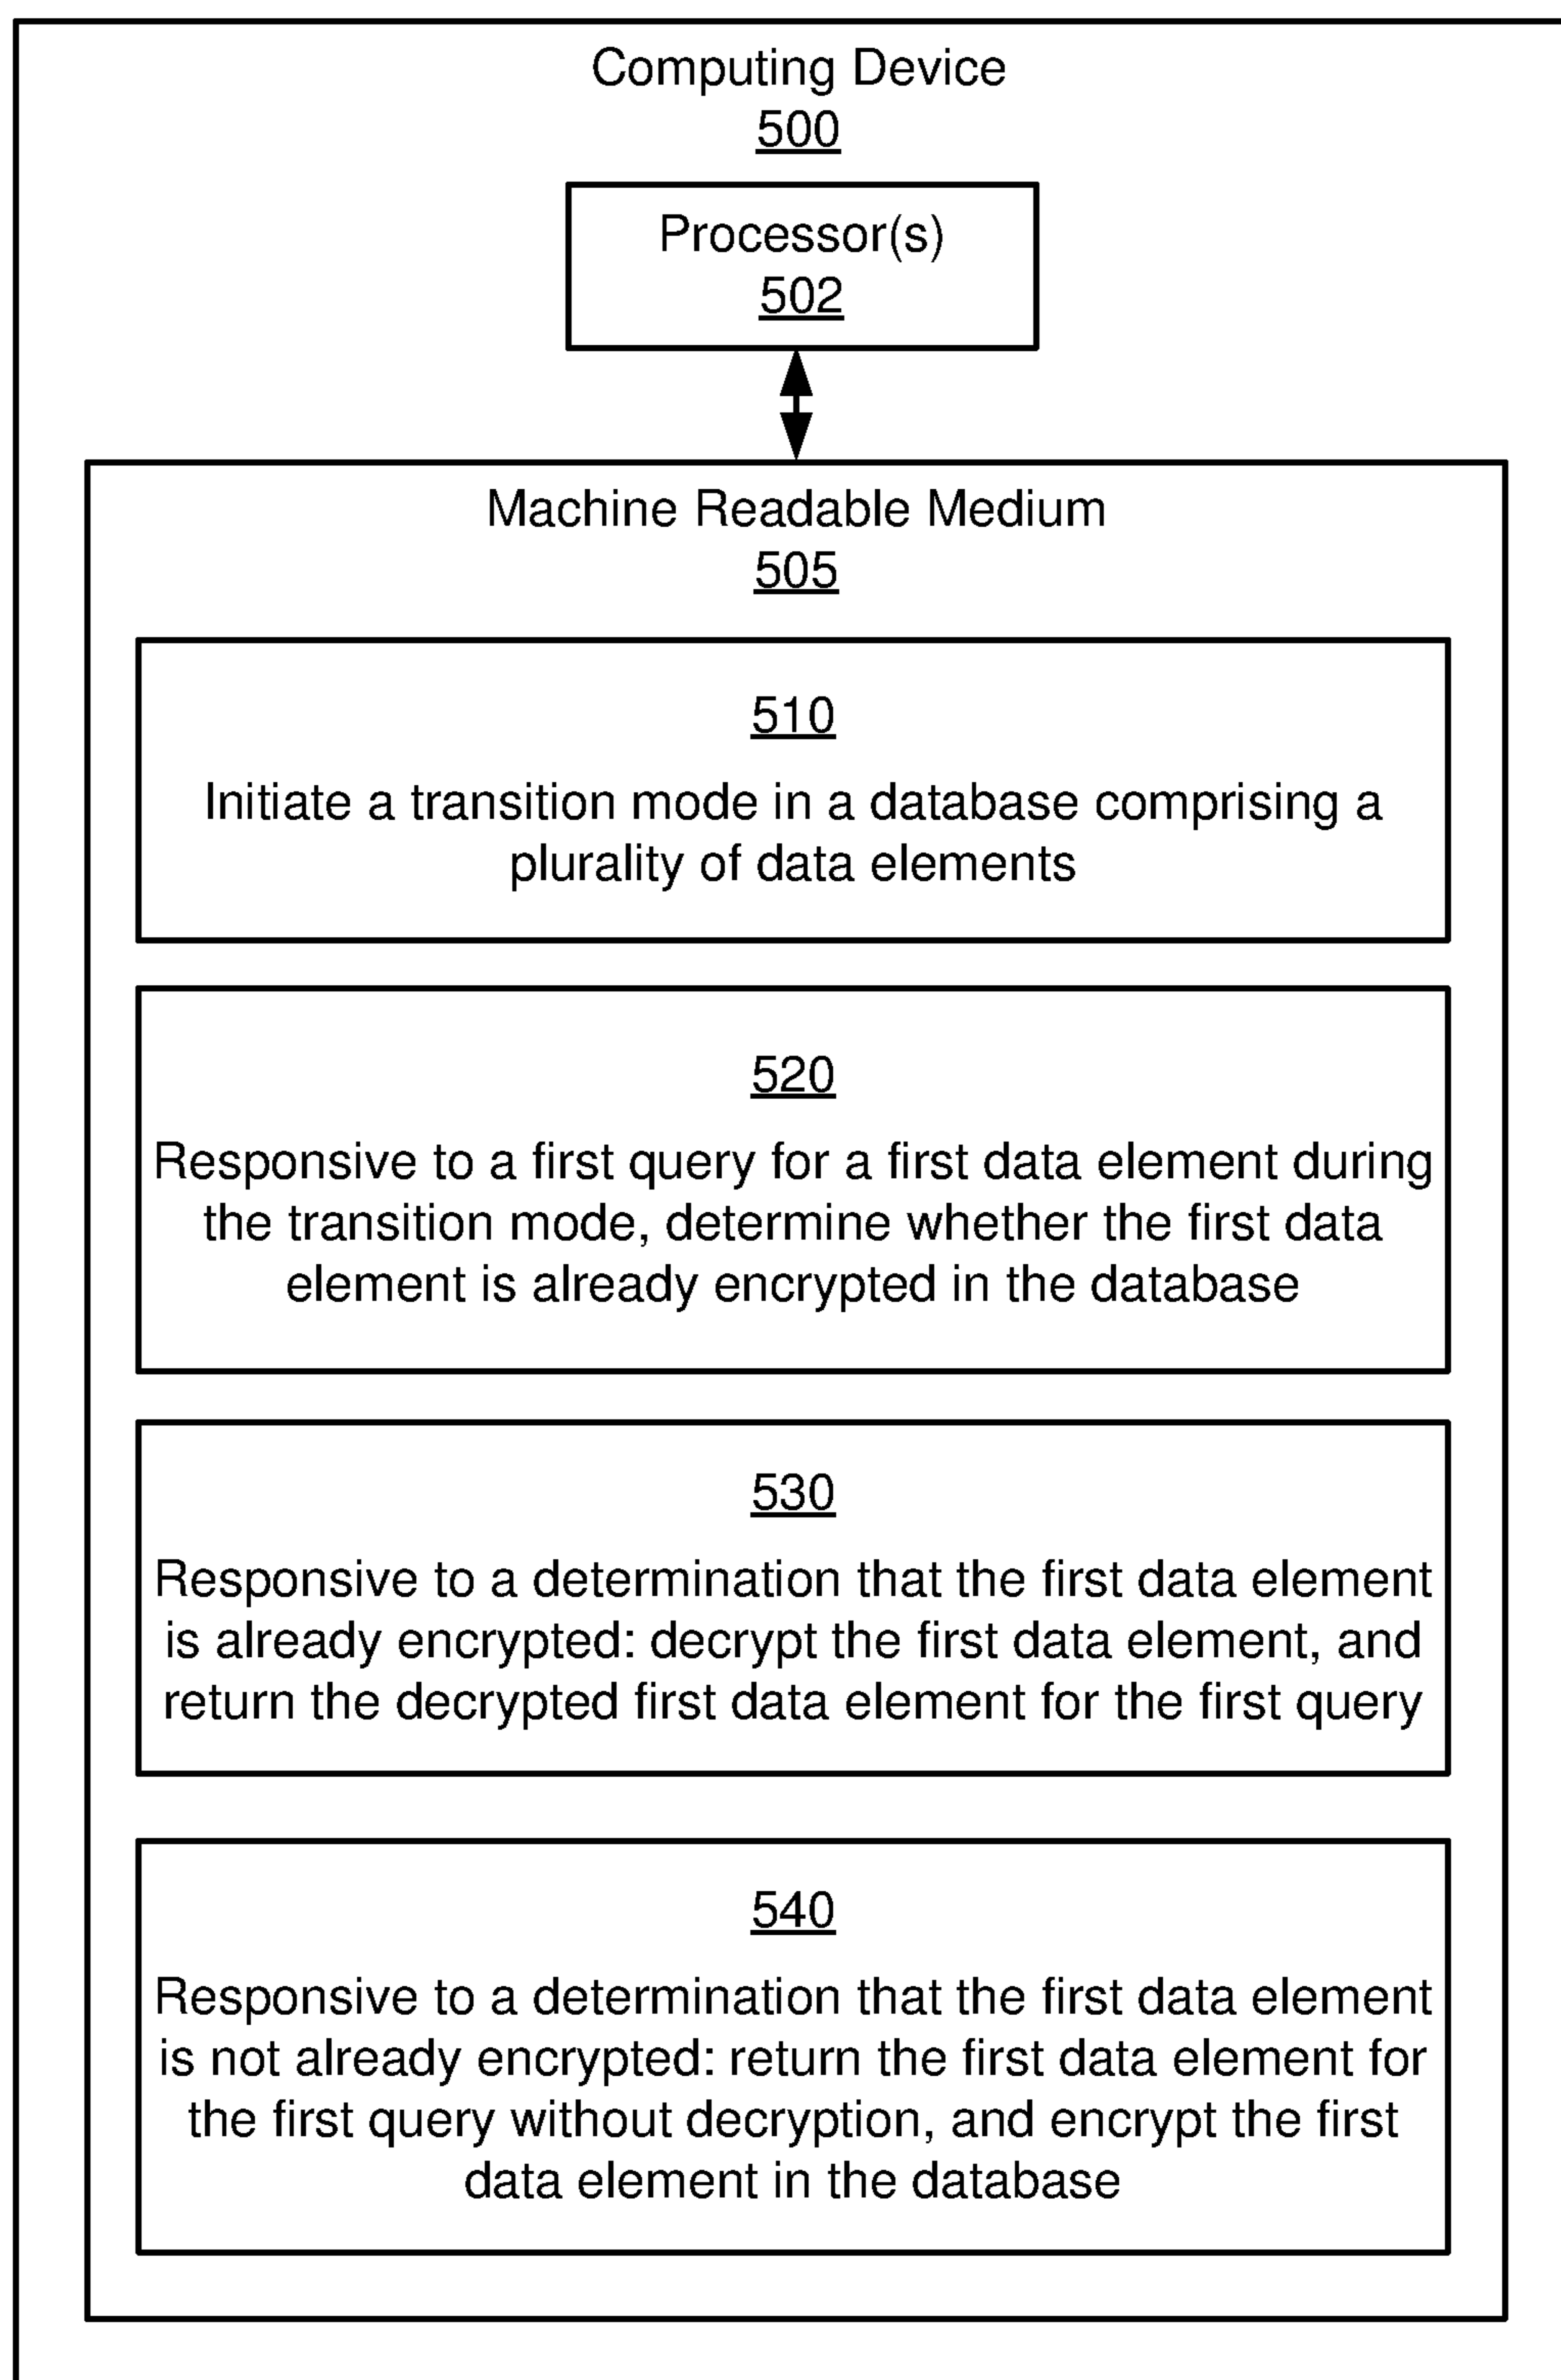 Computing Device
500
Processor(s)
502
Machine Readable Medium
505
510
Initiate a transition mode in a database comprising a
plurality of data elements
520
Responsive to a first query for a first data element during
the transition mode, determine whether the first data
element is already encrypted in the database
530
Responsive to a determination that the first data element
is already encrypted: decrypt the first data element, and
return the decrypted first data element for the first query
540
Responsive to a determination that the first data element
is not already encrypted: return the first data element for
the first query without decryption, and encrypt the first
data element in the database